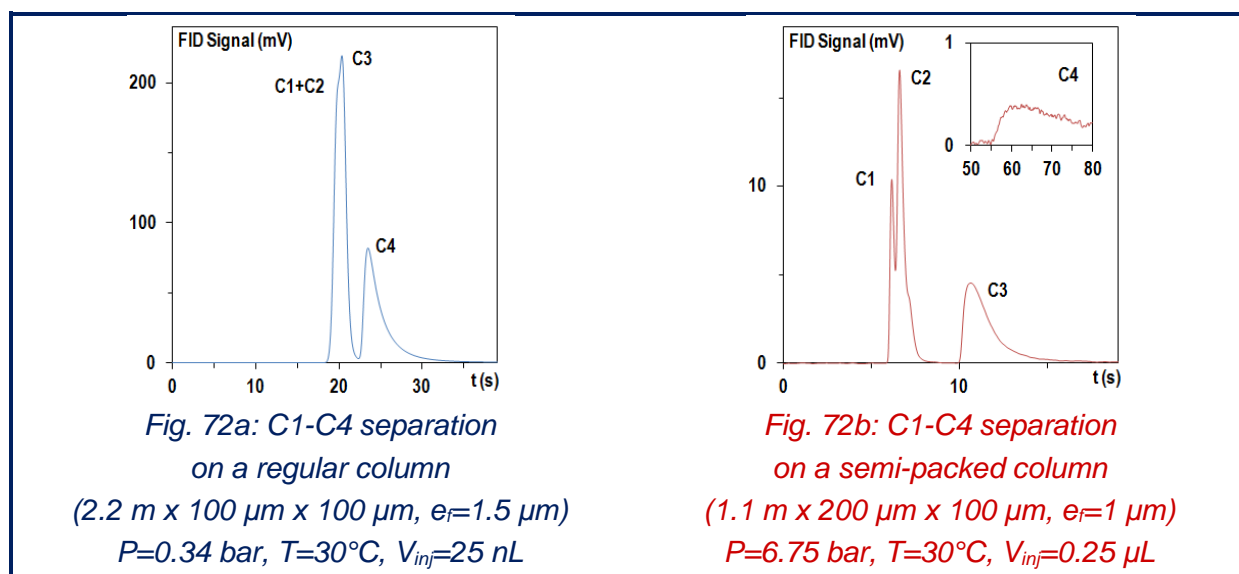 FID Signal (mV)
C3
C1+C2
C4
200
100
0
0
10
20
30
t (s)
Fig. 72a: C1-C4 separation
on a regular column
(2.2 m x 100 µm x 100 µm, ef=1.5 µm)
P=0.34 bar, T=30°C, Vinj=25 nL
FID Signal (mV)
C2
C1
C3
10
0
0
10
t (s)
1
C4
0
50
60
70
80
Fig. 72b: C1-C4 separation
on a semi-packed column
(1.1 m x 200 µm x 100 µm, ef=1 µm)
P=6.75 bar, T=30°C, Vinj=0.25 µL